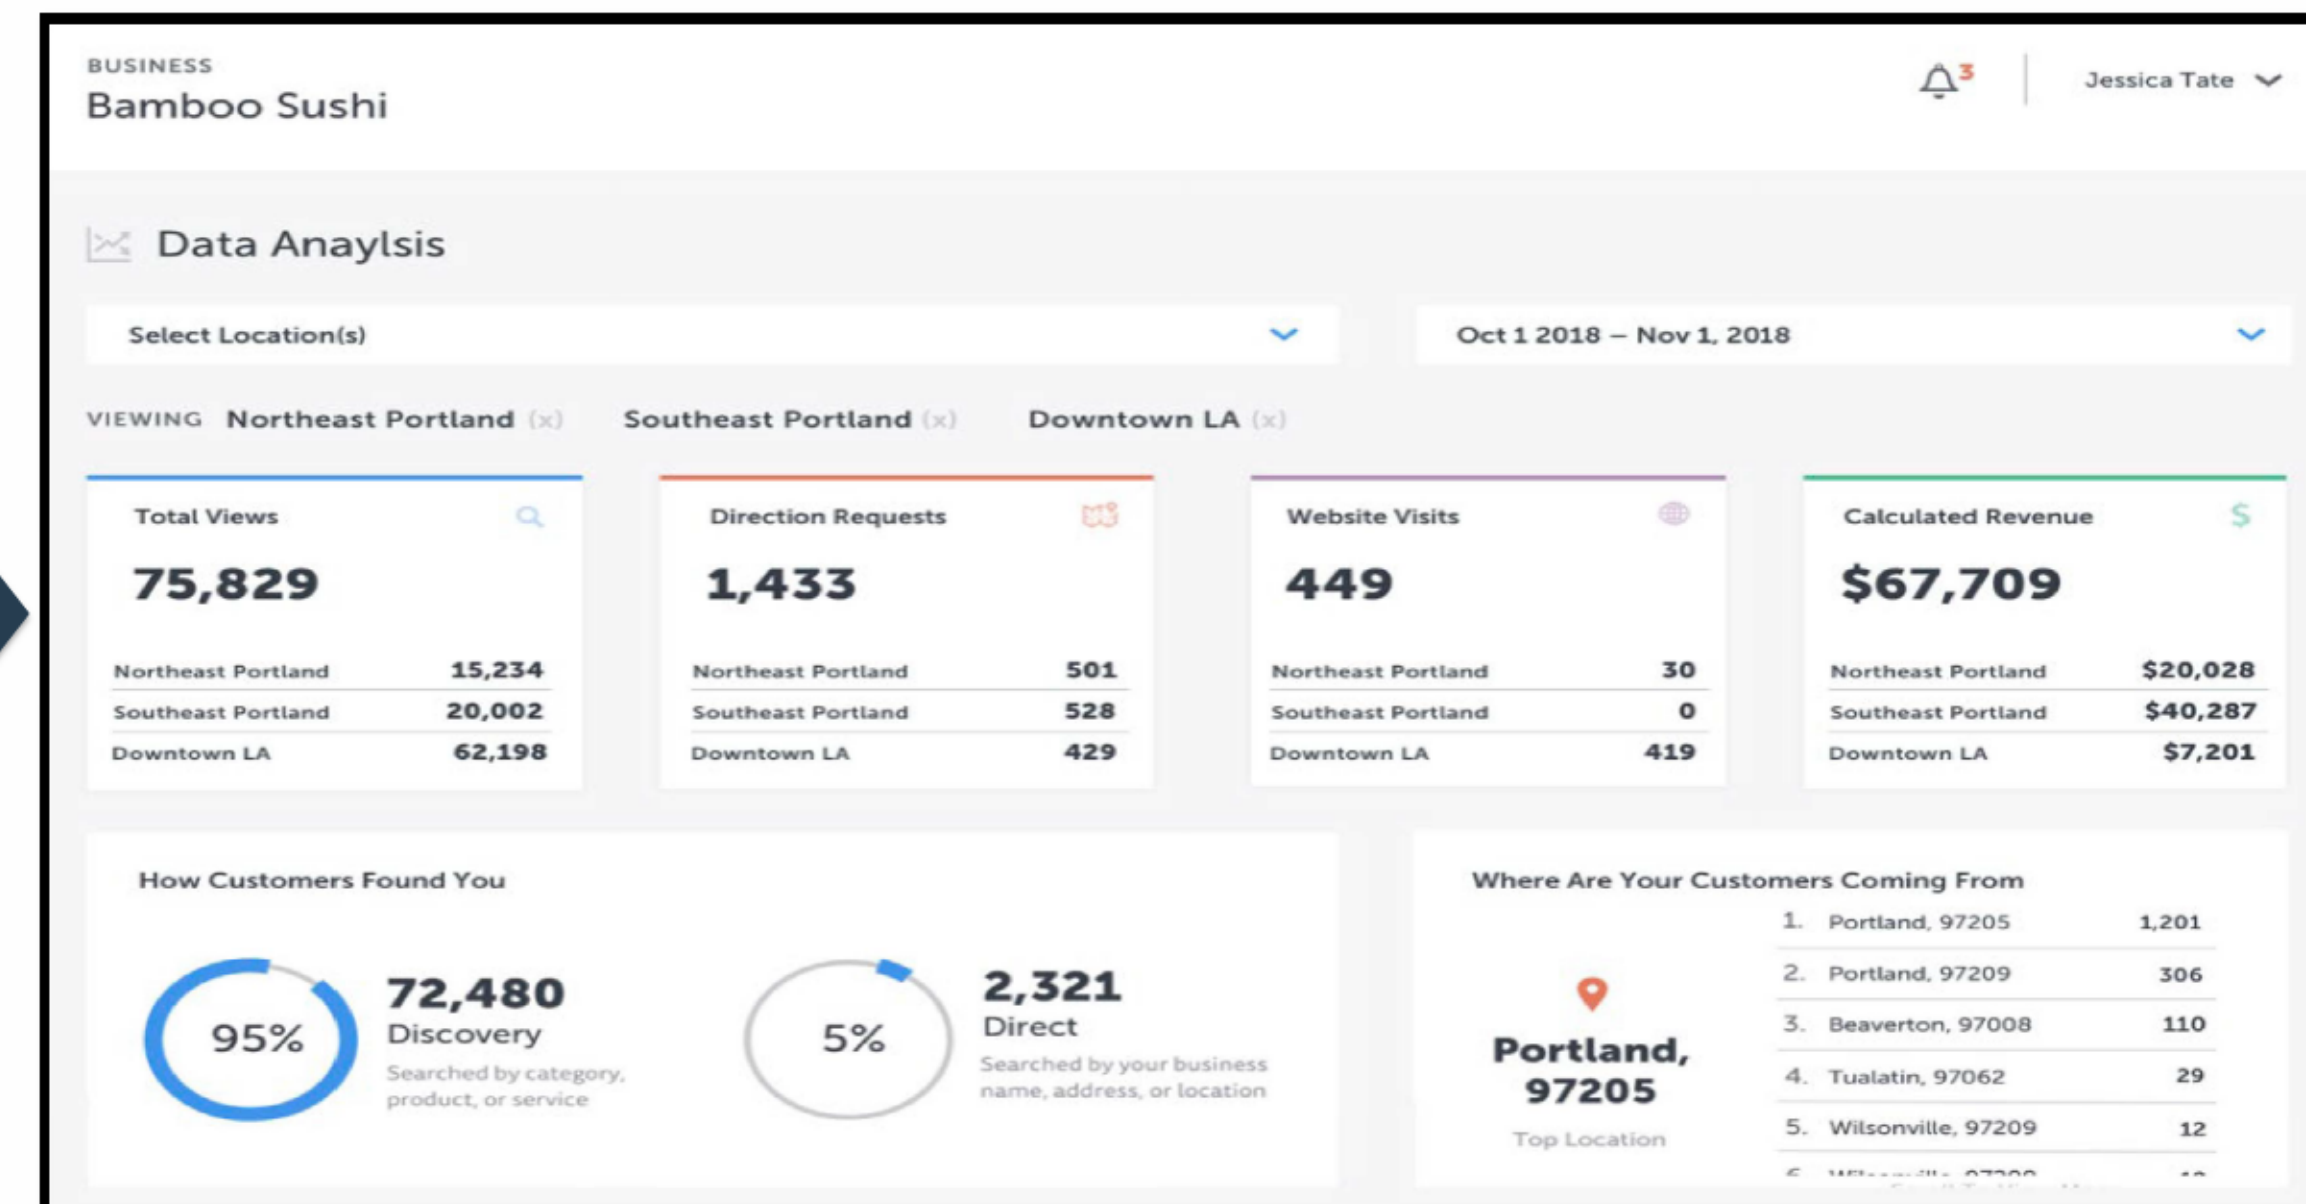 BUSINESS
Bamboo Sushi
3
Jessica Tate
Data Anaylsis
Select Location(s)
Oct 1 2018 – Nov 1, 2018
VIEWING Northeast Portland (x) Southeast Portland (x) Downtown LA (x)
Total Views
75,829
Northeast Portland 15,234
Southeast Portland 20,002
Downtown LA 62,198
Direction Requests
1,433
Northeast Portland 501
Southeast Portland 528
Downtown LA 429
Website Visits
449
Northeast Portland 30
Southeast Portland 0
Downtown LA 419
Calculated Revenue
$
$67,709
Northeast Portland $20,028
Southeast Portland $40,287
Downtown LA $7,201
How Customers Found You
95%
72,480
Discovery
Searched by category,
product, or service
5%
2,321
Direct
Searched by your business
name, address, or location
Where Are Your Customers Coming From
Portland,
97205
Top Location
1. Portland, 97205 1,201
2. Portland, 97209 306
3. Beaverton, 97008 110
4. Tualatin, 97062 29
5. Wilsonville, 97209 12